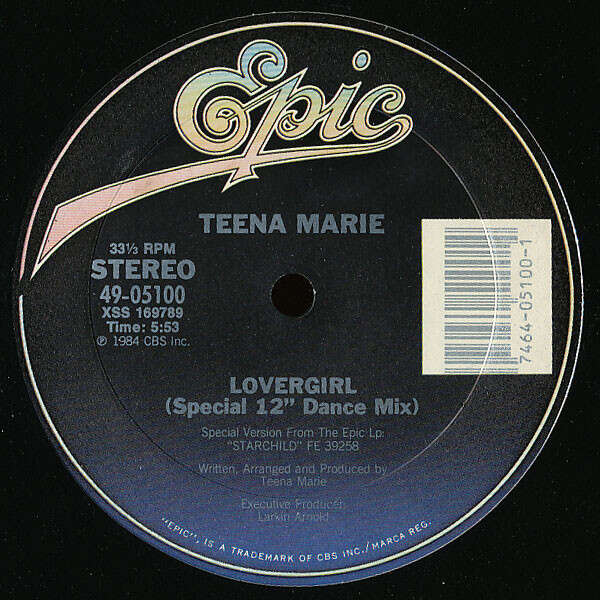 Epic
TEENA MARIE
33⅓ RPM
STEREO
49-05100
XSS 169789
Time: 5:53
℗ 1984 CBS Inc.
7464-05100-1
LOVERGIRL
(Special 12” Dance Mix)
Special Version From The Epic Lp:
“STARCHILD” FE 39258
Written, Arranged and Produced by
Teena Marie
Executive Producer:
Larkin Arnold
“EPIC”, IS A TRADEMARK OF CBS INC./MARCA REG.